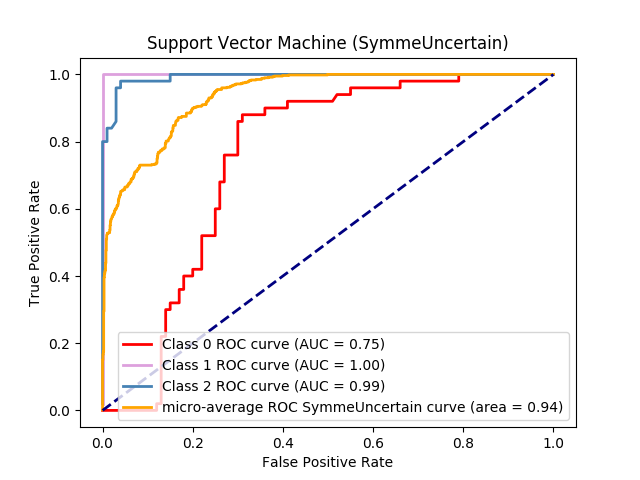 Support Vector Machine (SymmeUncertain)
True Positive Rate
1.0
0.8
0.6
0.4
0.2
0.0
Class 0 ROC curve (AUC = 0.75)
Class 1 ROC curve (AUC = 1.00)
Class 2 ROC curve (AUC = 0.99)
micro-average ROC SymmeUncertain curve (area = 0.94)
0.0 0.2 0.4 0.6 0.8 1.0
False Positive Rate